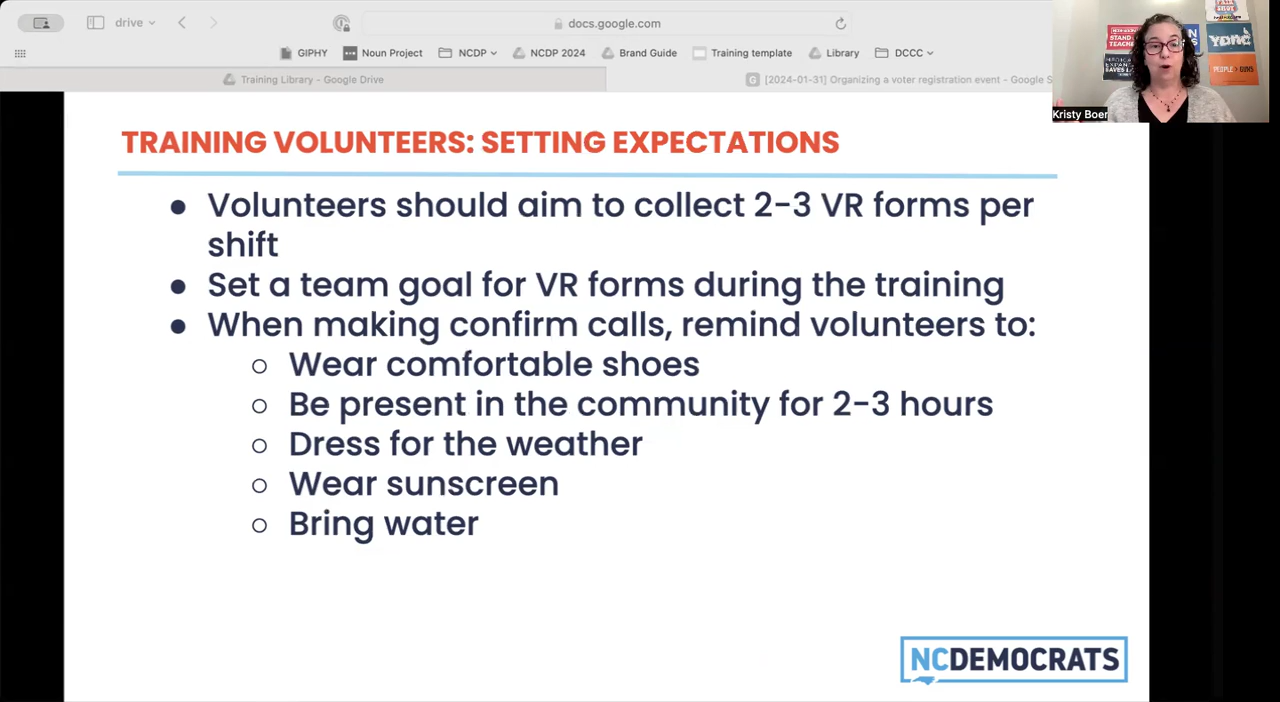 drive
docs.google.com
GIPHY
Noun Project
NCDP
NCDP 2024
Brand Guide
Training template
Library
DCCC
Training Library - Google Drive
[2024-01-31] Organizing a voter registration event - Google S
Kristy Boer
TRAINING VOLUNTEERS: SETTING EXPECTATIONS
● Volunteers should aim to collect 2-3 VR forms per
shift
● Set a team goal for VR forms during the training
● When making confirm calls, remind volunteers to:
○ Wear comfortable shoes
○ Be present in the community for 2-3 hours
○ Dress for the weather
○ Wear sunscreen
○ Bring water
NCDEMOCRATS